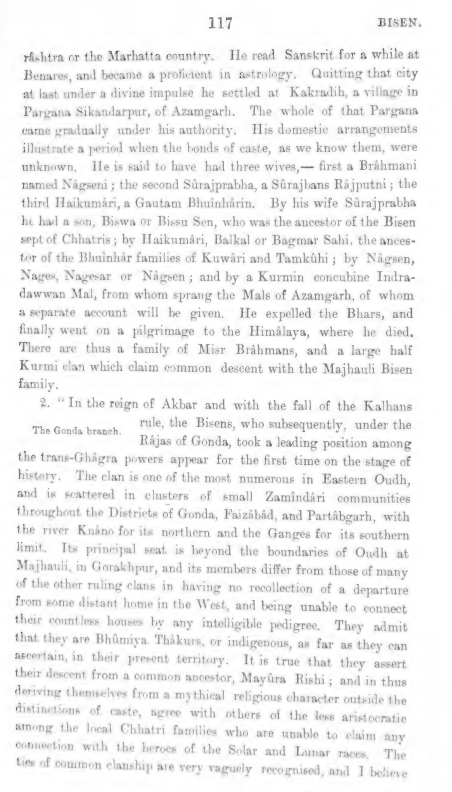 117 BISEN.
râshtra or the Marhatta country. He read Sanskrit for a while at
Benares, and became a proficient in astrology. Quitting that city
at last under a divine impulse he settled at Kakradîh, a village in
Pargana Sikandarpur, of Azamgarh. The whole of that Pargana
came gradually under his authority. His domestic arrangements
illustrate a period when the bonds of caste, as we know them, were
unknown. He is said to have had three wives,— first a Brâhmani
named Nâgseni; the second Sûrajprabha, a Sûrajbans Râjputni; the
third Haikumâri, a Gautam Bhuînhârin. By his wife Sûrajprabha
he had a son, Biswa or Bissu Sen, who was the ancestor of the Bisen
sept of Chhatris; by Haikumâri, Balkal or Bagmar Sahi, the ances-
tor of the Bhuînhâr families of Kuwâri and Tamkûhi; by Nâgsen,
Nages, Nagesar or Nâgsen; and by a Kurmin concubine Indra-
dawwan Mal, from whom sprang the Mals of Azamgarh, of whom
a separate account will be given. He expelled the Bhars, and
finally went on a pilgrimage to the Himâlaya, where he died.
There are thus a family of Misr Brâhmans, and a large half
Kurmi clan which claim common descent with the Majhauli Bisen
family.
2. "In the reign of Akbar and with the fall of the Kalhans
The Gonda branch. rule, the Bisens, who subsequently, under the
Râjas of Gonda, took a leading position among
the trans-Ghâgra powers appear for the first time on the stage of
history. The clan is one of the most numerous in Eastern Oudh,
and is scattered in clusters of small Zamîndâri communities
throughout the Districts of Gonda, Faizâbâd, and Partâbgarh, with
the river Knâno for its northern and the Ganges for its southern
limit. Its principal seat is beyond the boundaries of Oudh at
Majhauli, in Gorakhpur, and its members differ from those of many
of the other ruling clans in having no recollection of a departure
from some distant home in the West, and being unable to connect
their countless houses by any intelligible pedigree. They admit
that they are Bhûmiya Thâkurs, or indigenous, as far as they can
ascertain, in their present territory. It is true that they assert
their descent from a common ancestor, Mayûra Rishi; and in thus
deriving themselves from a mythical religious character outside the
distinctions of caste, agree with others of the less aristocratic
among the local Chhatri families who are unable to claim any
connection with the heroes of the Solar and Lunar races. The
ties of common clanship are very vaguely recognised, and I believe